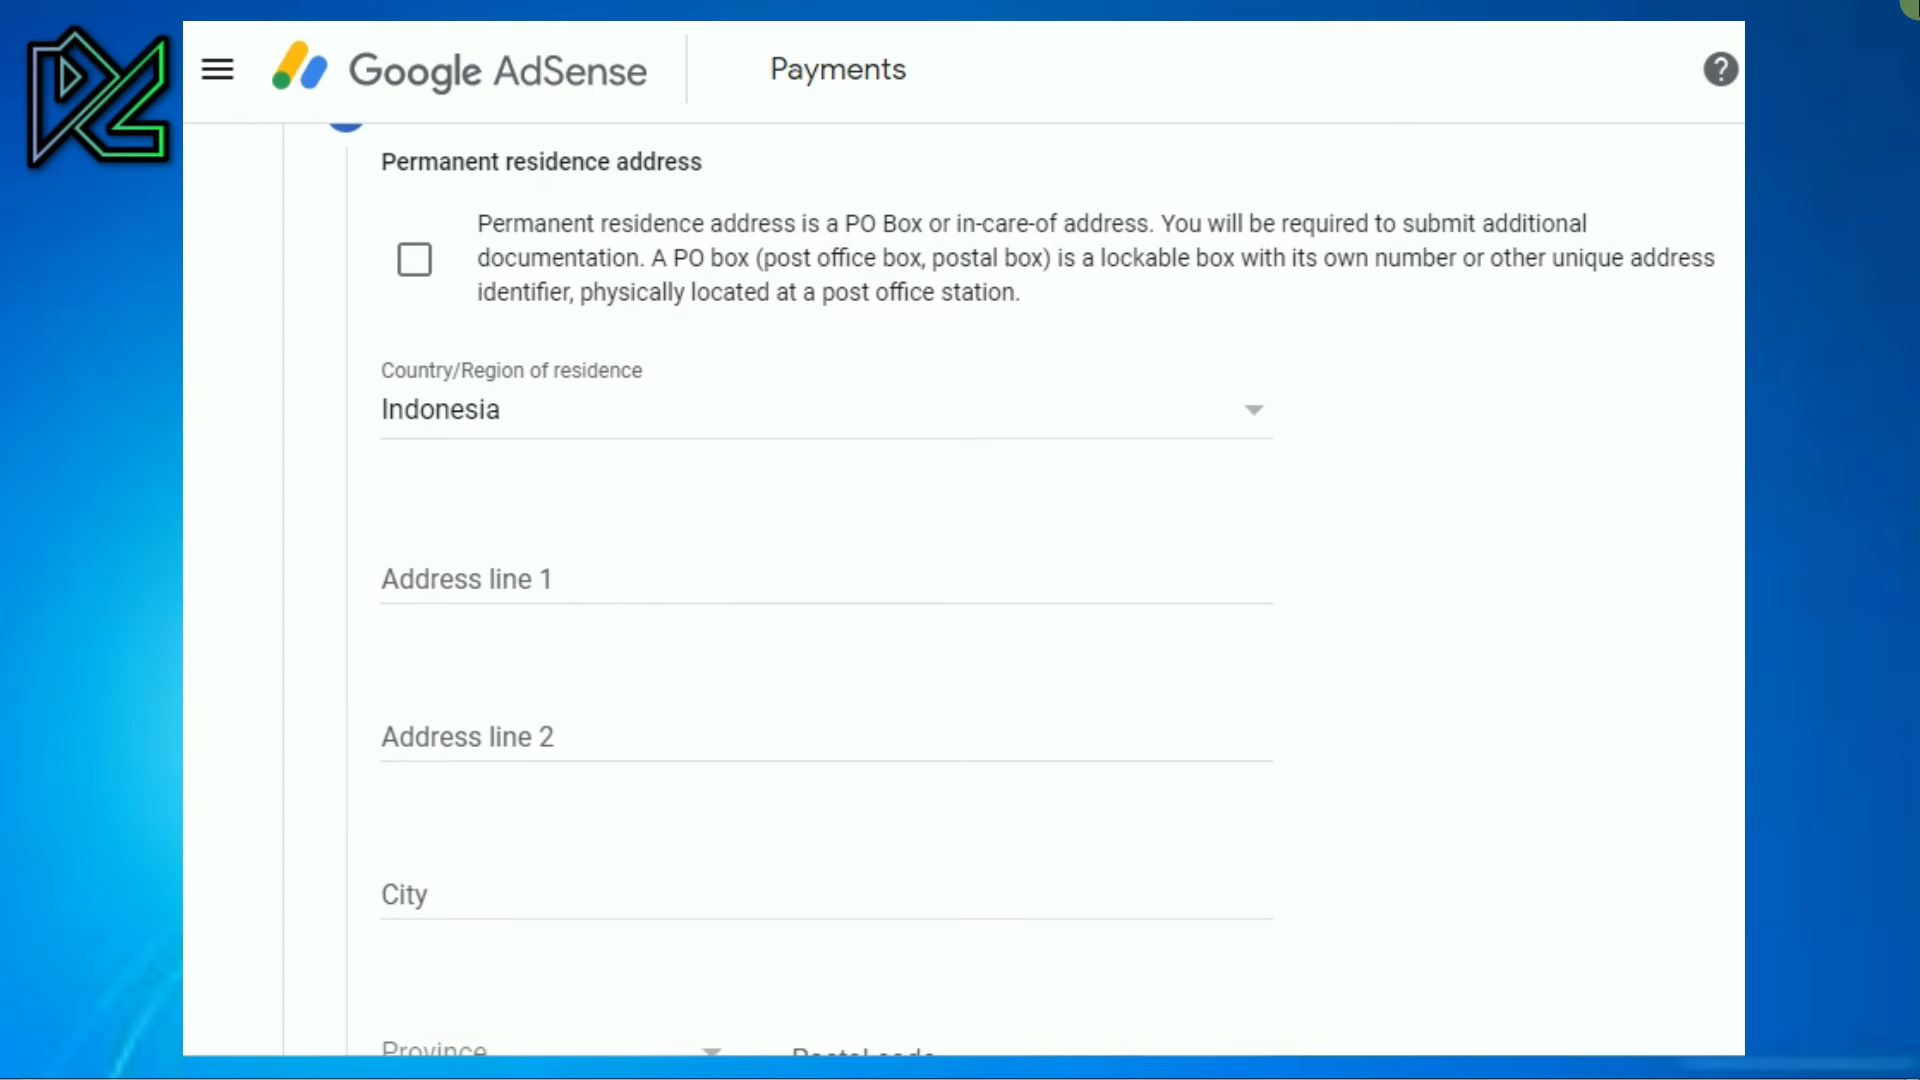 Google AdSense
Payments
Permanent residence address
Permanent residence address is a PO Box or in-care-of address. You will be required to submit additional
documentation. A PO box (post office box, postal box) is a lockable box with its own number or other unique address
identifier, physically located at a post office station.
Country/Region of residence
Indonesia
Address line 1
Address line 2
City
Province
Postal code